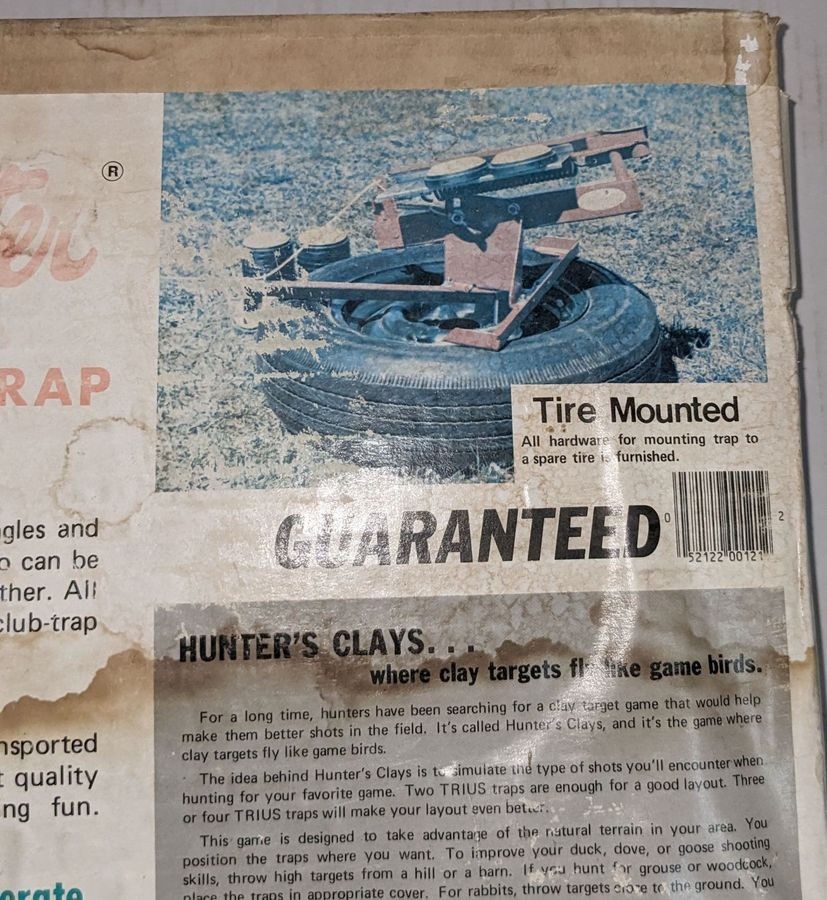 ®
RAP
gles and
o can be
ther. All
club-trap
nsported
quality
ng fun.
Tire Mounted
All hardware for mounting trap to
a spare tire is furnished.
GUARANTEED
0 52122 00121 2
HUNTER'S CLAYS...
where clay targets fly like game birds.
For a long time, hunters have been searching for a clay target game that would help
make them better shots in the field. It's called Hunter's Clays, and it's the game where
clay targets fly like game birds.
The idea behind Hunter's Clays is to simulate the type of shots you'll encounter when
hunting for your favorite game. Two TRIUS traps are enough for a good layout. Three
or four TRIUS traps will make your layout even better.
This game is designed to take advantage of the natural terrain in your area. You
position the traps where you want. To improve your duck, dove, or goose shooting
skills, throw high targets from a hill or a barn. If you hunt for grouse or woodcock,
place the traps in appropriate cover. For rabbits, throw targets close to the ground. You